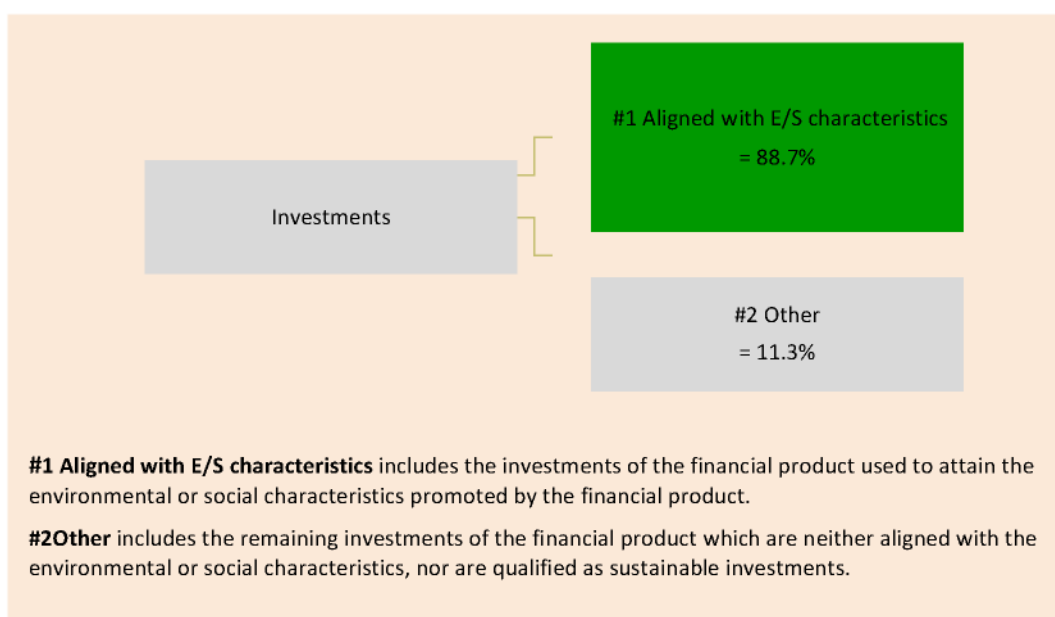 #1 Aligned with E/S characteristics
= 88.7%
Investments
#2 Other
= 11.3%
#1 Aligned with E/S characteristics includes the investments of the financial product used to attain the
environmental or social characteristics promoted by the financial product.
#2Other includes the remaining investments of the financial product which are neither aligned with the
environmental or social characteristics, nor are qualified as sustainable investments.